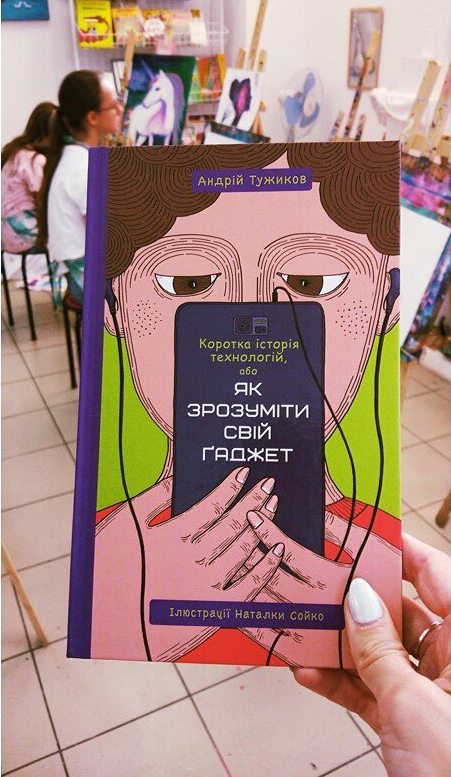 Андрій Тужиков
Коротка історія
технологій,
або
ЯК
ЗРОЗУМІТИ
СВІЙ
ҐАДЖЕТ
Ілюстрації Наталки Сойко